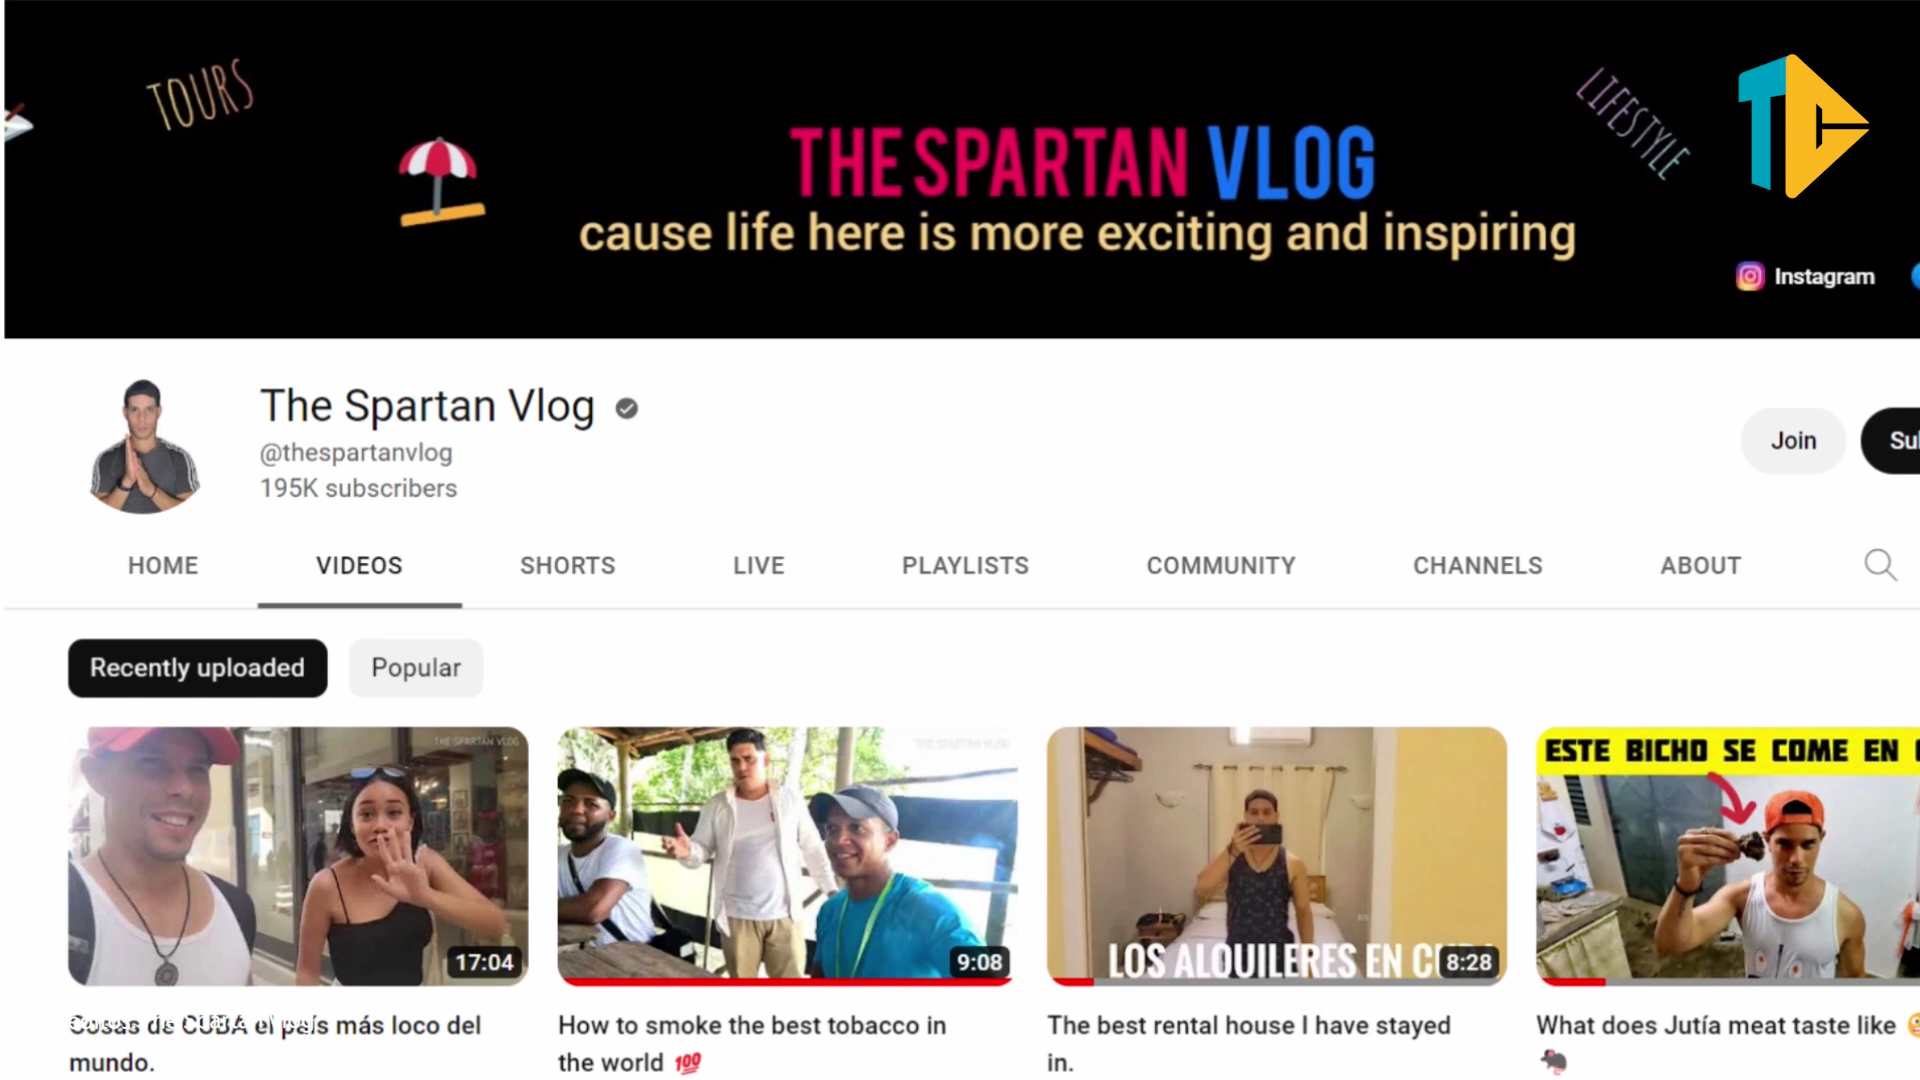 TOURS
LIFESTYLE
THE SPARTAN VLOG
cause life here is more exciting and inspiring
Instagram
The Spartan Vlog
@thespartanvlog
195K subscribers
Join
HOME VIDEOS SHORTS LIVE PLAYLISTS COMMUNITY CHANNELS ABOUT
Recently uploaded Popular
THE SPARTAN VLOG
17:04
9:08
LOS ALQUILERES EN
8:28
ESTE BICHO SE COME EN
Cosas de CUBA el país más loco del
mundo.
How to smoke the best tobacco in
the world 💯
The best rental house I have stayed
in.
What does Jutía meat taste like